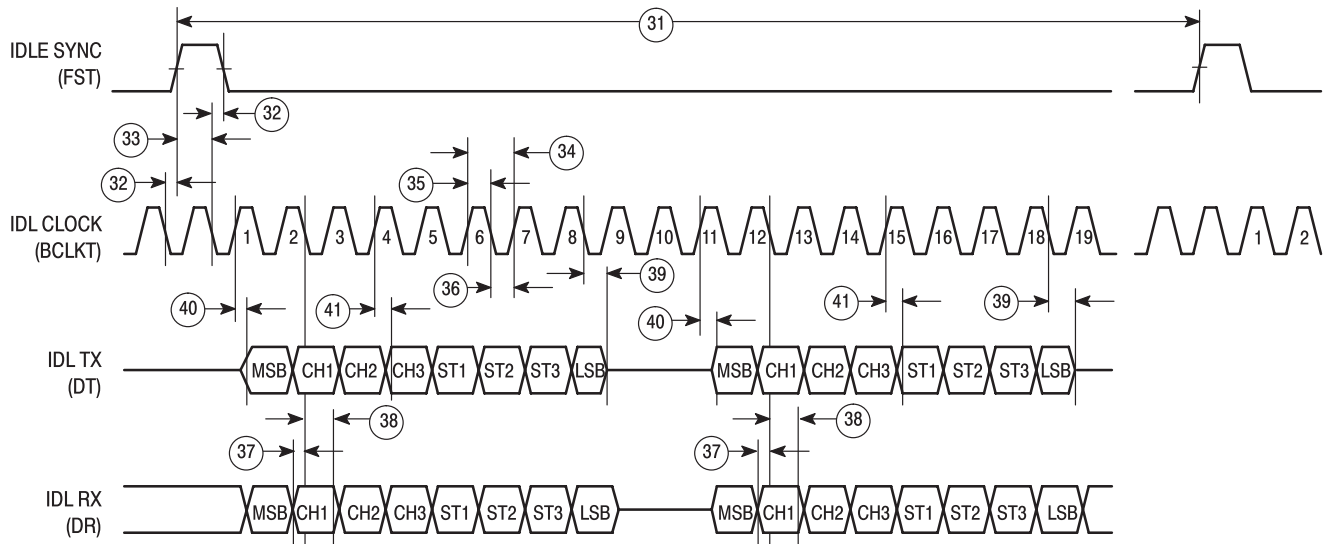 31
IDLE SYNC
(FST)
32
33
34
32
35
IDL CLOCK
(BCLKT)
1 2 3 4 5 6 7 8 9 10 11 12 13 14 15 16 17 18 19 1 2
39
36
40 41 41 39
40
IDL TX
(DT)
MSB CH1 CH2 CH3 ST1 ST2 ST3 LSB MSB CH1 CH2 CH3 ST1 ST2 ST3 LSB
38 38
37 37
IDL RX
(DR)
MSB CH1 CH2 CH3 ST1 ST2 ST3 LSB MSB CH1 CH2 CH3 ST1 ST2 ST3 LSB